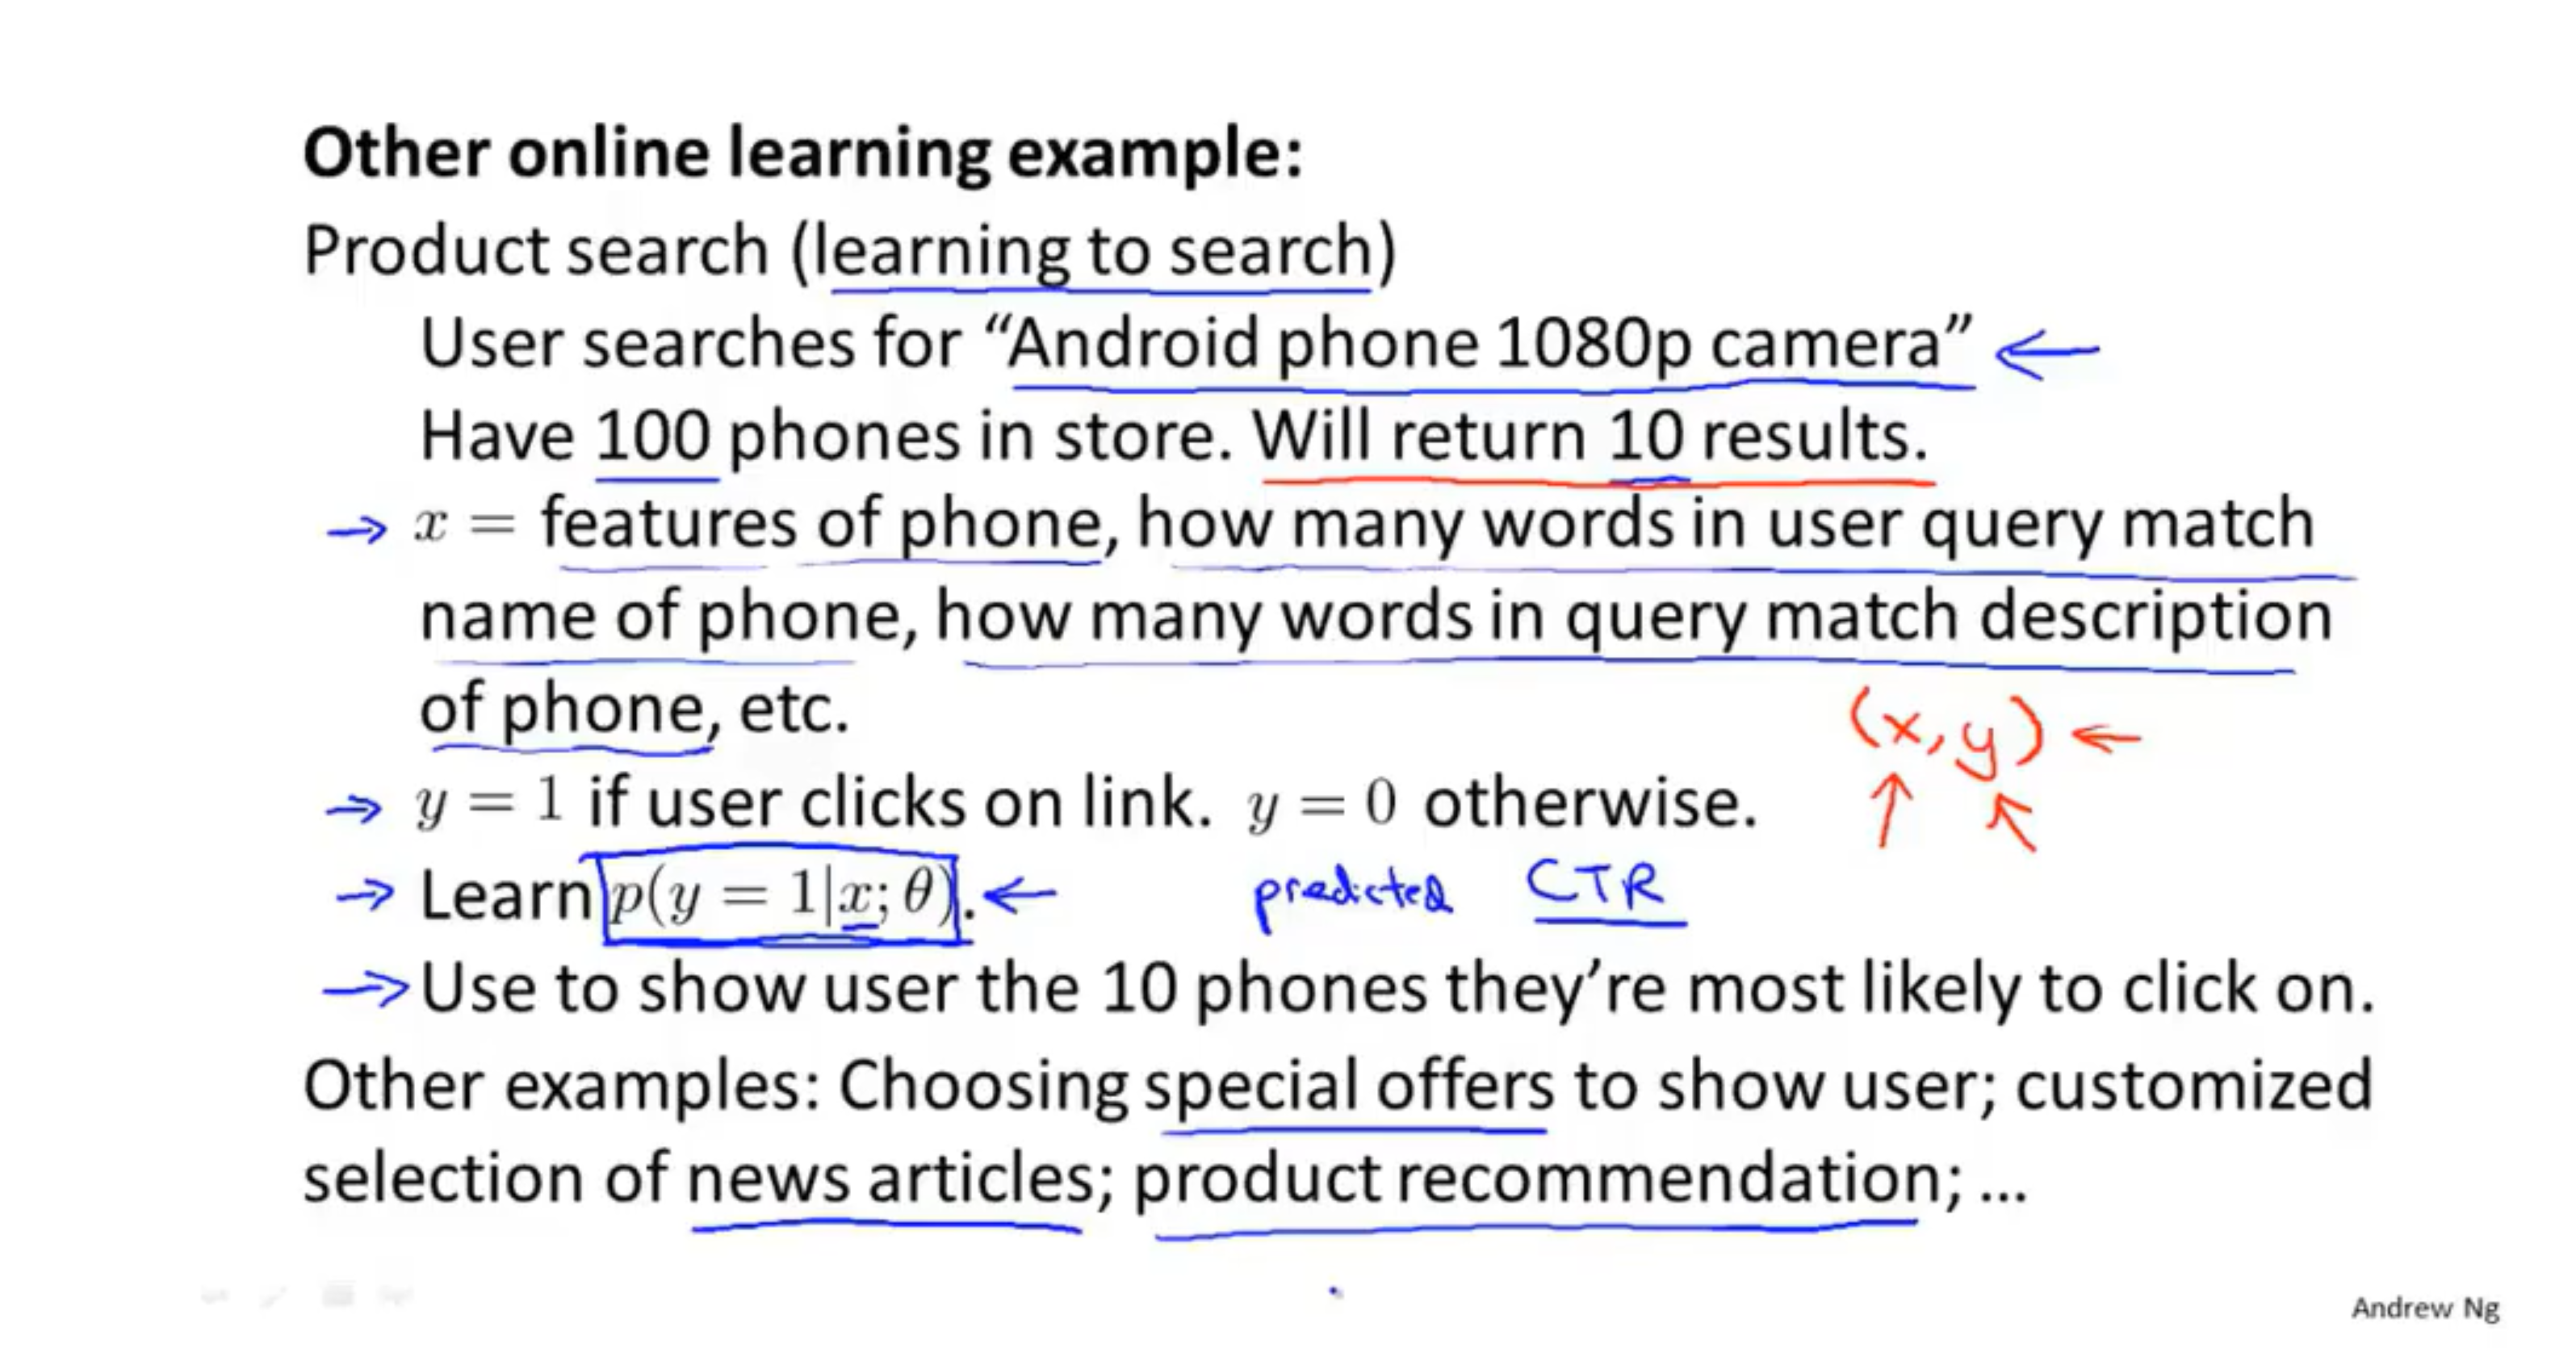 Other online learning example:
Product search (learning to search)
User searches for “Android phone 1080p camera” ←
Have 100 phones in store. Will return 10 results.
→ x = features of phone, how many words in user query match
name of phone, how many words in query match description
of phone, etc.
(x, y) ←
→ y = 1 if user clicks on link. y = 0 otherwise.
→ Learn p(y = 1|x; θ). ← predicted CTR
→ Use to show user the 10 phones they’re most likely to click on.
Other examples: Choosing special offers to show user; customized
selection of news articles; product recommendation; ...
Andrew Ng